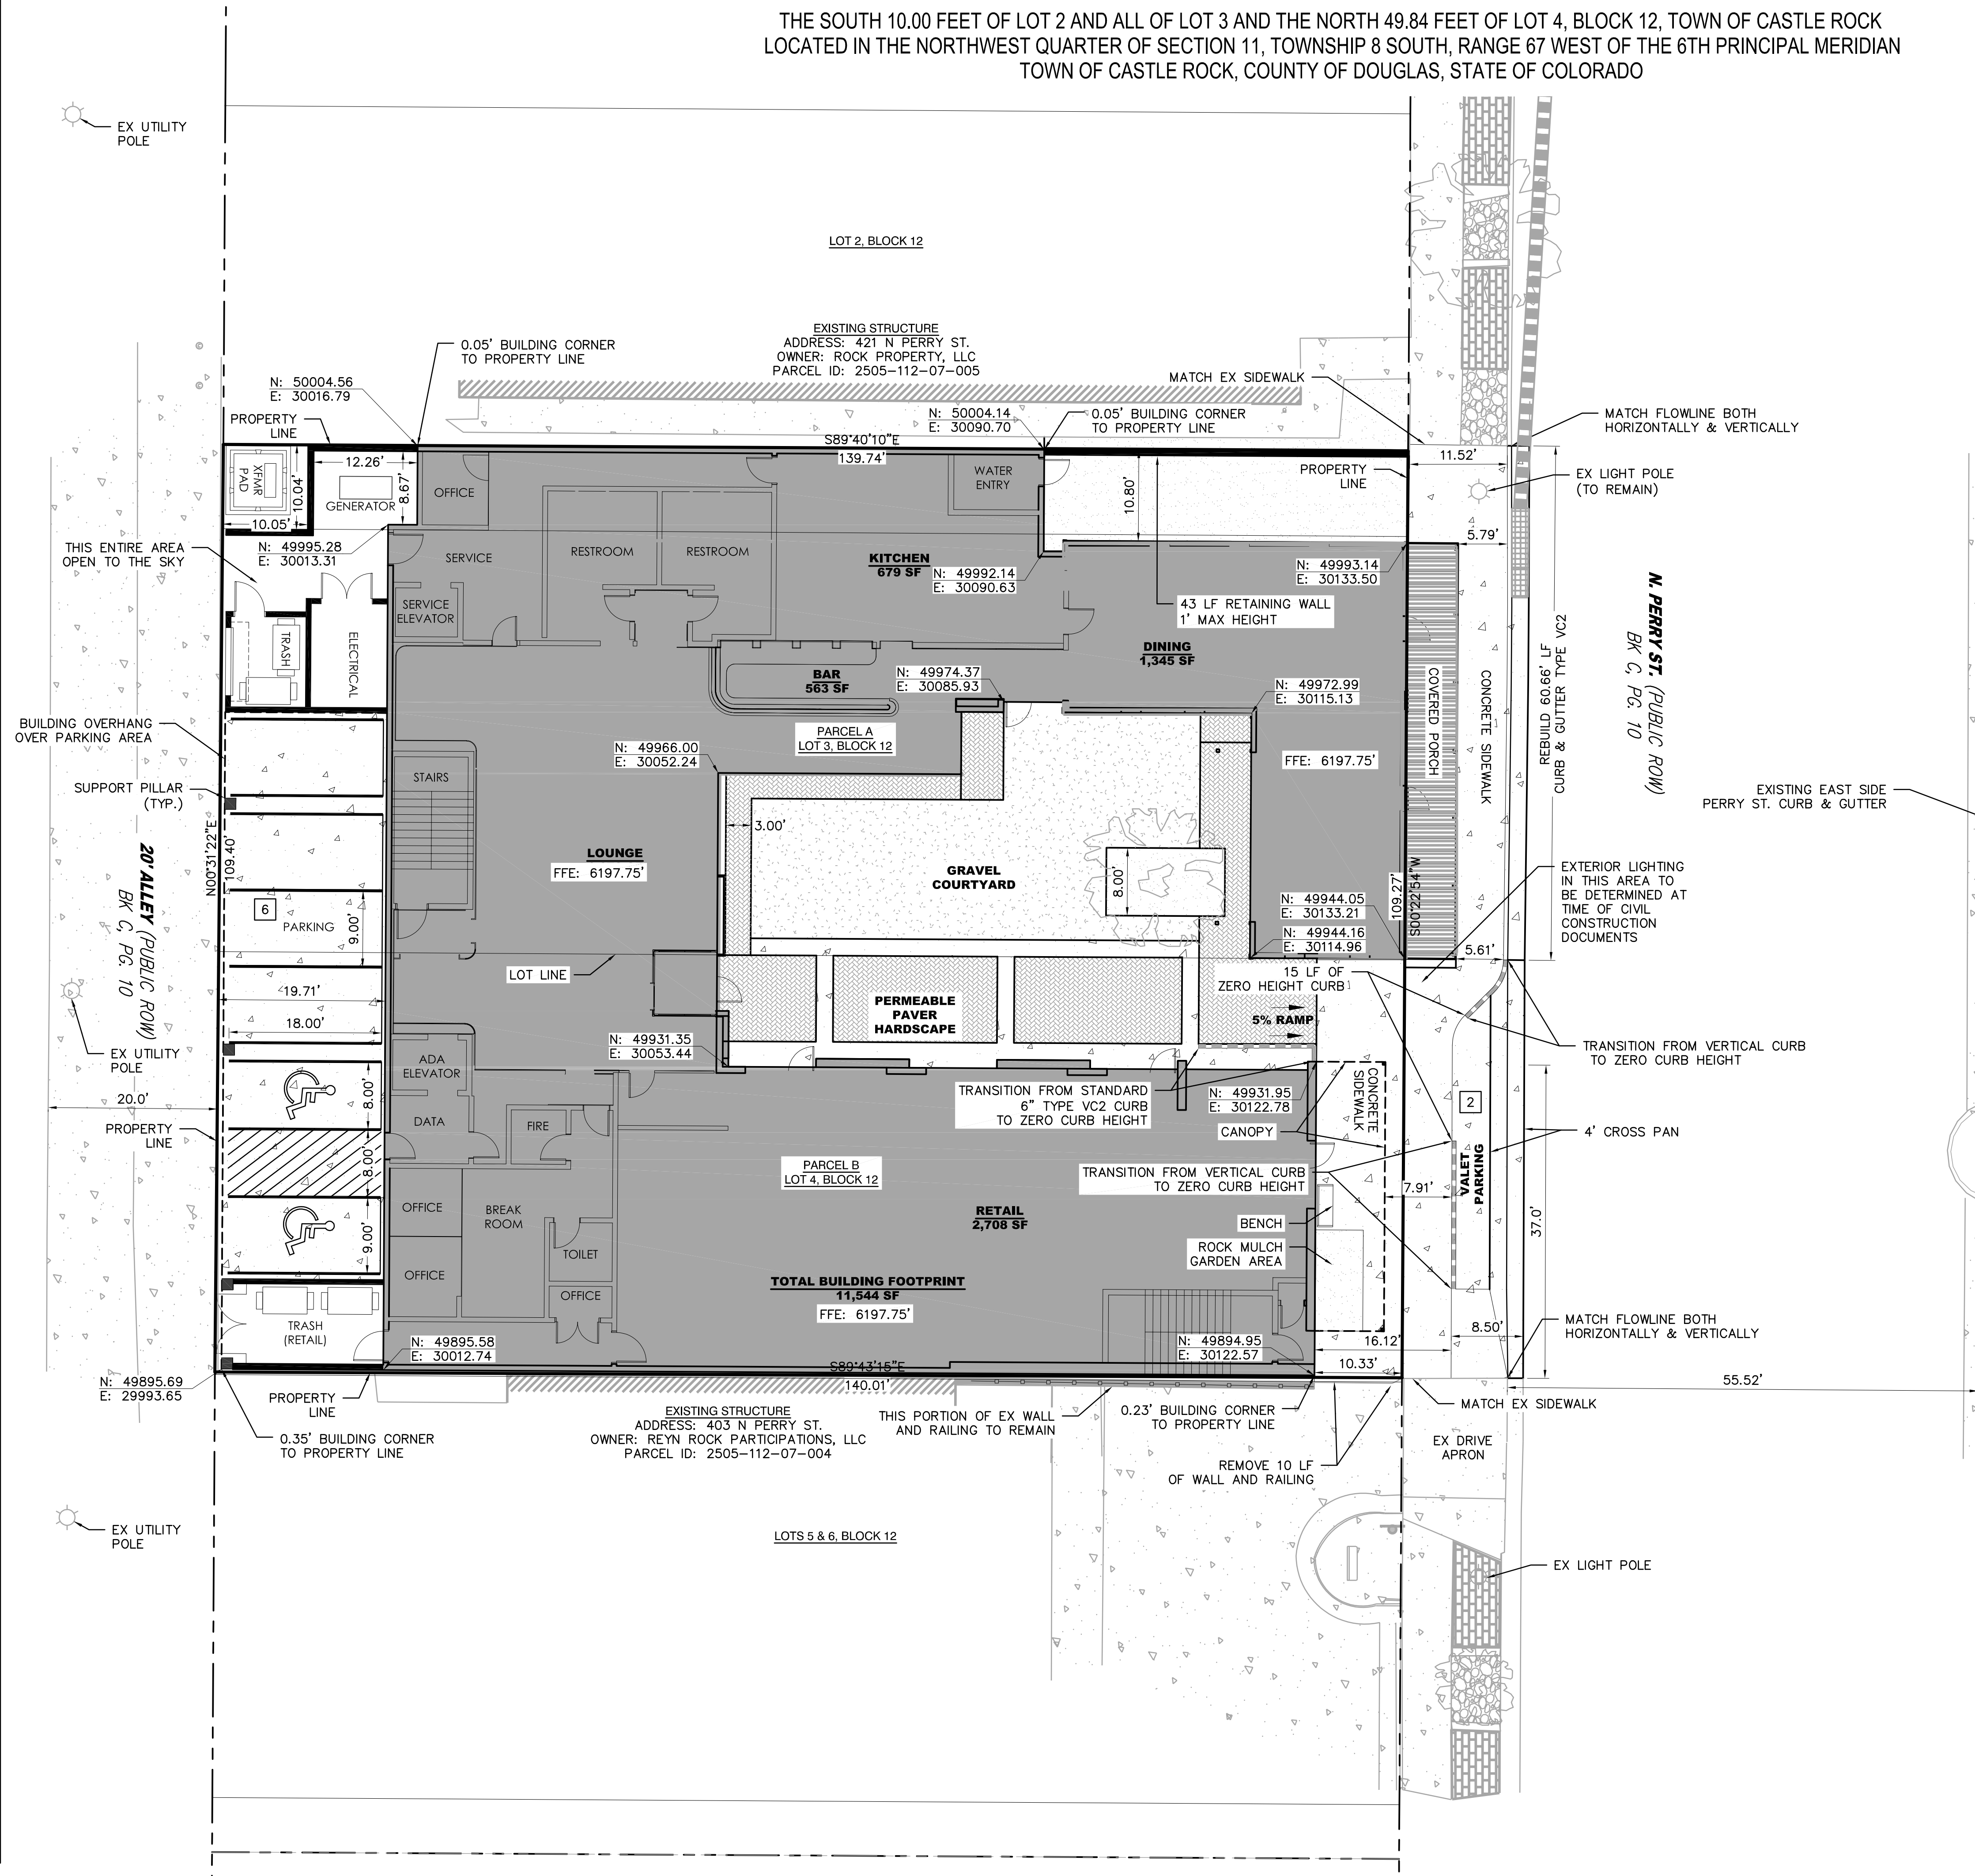 THE SOUTH 10.00 FEET OF LOT 2 AND ALL OF LOT 3 AND THE NORTH 49.84 FEET OF LOT 4, BLOCK 12, TOWN OF CASTLE ROCK
LOCATED IN THE NORTHWEST QUARTER OF SECTION 11, TOWNSHIP 8 SOUTH, RANGE 67 WEST OF THE 6TH PRINCIPAL MERIDIAN
TOWN OF CASTLE ROCK, COUNTY OF DOUGLAS, STATE OF COLORADO
EX UTILITY
POLE
LOT 2, BLOCK 12
EXISTING STRUCTURE
ADDRESS: 421 N PERRY ST.
OWNER: ROCK PROPERTY, LLC
PARCEL ID: 2505-112-07-005
0.05' BUILDING CORNER
TO PROPERTY LINE
N: 50004.56
E: 30016.79
PROPERTY
LINE
MATCH EX SIDEWALK
N: 50004.14
E: 30090.70
0.05' BUILDING CORNER
TO PROPERTY LINE
MATCH FLOWLINE BOTH
HORIZONTALLY & VERTICALLY
S89°40'10"E
139.74'
11.52'
PROPERTY
LINE
EX LIGHT POLE
(TO REMAIN)
XFMR
PAD
10.04'
10.05'
12.26'
8.67'
GENERATOR
OFFICE
WATER
ENTRY
10.80'
5.79'
THIS ENTIRE AREA
OPEN TO THE SKY
N: 49995.28
E: 30013.31
SERVICE
RESTROOM
RESTROOM
KITCHEN
679 SF
N: 49992.14
E: 30090.63
N: 49993.14
E: 30133.50
43 LF RETAINING WALL
1' MAX HEIGHT
SERVICE
ELEVATOR
TRASH
ELECTRICAL
DINING
1,345 SF
BAR
563 SF
N: 49974.37
E: 30085.93
N: 49972.99
E: 30115.13
COVERED PORCH
CONCRETE SIDEWALK
REBUILD 60.66' LF
CURB & GUTTER TYPE VC2
N. PERRY ST. (PUBLIC ROW)
BK C, PG. 10
BUILDING OVERHANG
OVER PARKING AREA
PARCEL A
LOT 3, BLOCK 12
N: 49966.00
E: 30052.24
FFE: 6197.75'
STAIRS
SUPPORT PILLAR
(TYP.)
EXISTING EAST SIDE
PERRY ST. CURB & GUTTER
N00°31'22"E
109.40'
20' ALLEY (PUBLIC ROW)
BK C, PG. 10
3.00'
LOUNGE
FFE: 6197.75'
GRAVEL
COURTYARD
8.00'
109.27'
S00°22'54"W
EXTERIOR LIGHTING
IN THIS AREA TO
BE DETERMINED AT
TIME OF CIVIL
CONSTRUCTION
DOCUMENTS
6
PARKING
9.00'
N: 49944.05
E: 30133.21
N: 49944.16
E: 30114.96
5.61'
LOT LINE
15 LF OF
ZERO HEIGHT CURB
19.71'
18.00'
PERMEABLE
PAVER
HARDSCAPE
5% RAMP
EX UTILITY
POLE
N: 49931.35
E: 30053.44
TRANSITION FROM VERTICAL CURB
TO ZERO CURB HEIGHT
ADA
ELEVATOR
8.00'
TRANSITION FROM STANDARD
6" TYPE VC2 CURB
TO ZERO CURB HEIGHT
N: 49931.95
E: 30122.78
CONCRETE
SIDEWALK
2
20.0'
PROPERTY
LINE
DATA
FIRE
CANOPY
4' CROSS PAN
8.00'
PARCEL B
LOT 4, BLOCK 12
TRANSITION FROM VERTICAL CURB
TO ZERO CURB HEIGHT
VALET
PARKING
7.91'
37.0'
9.00'
OFFICE
BREAK
ROOM
RETAIL
2,708 SF
BENCH
ROCK MULCH
GARDEN AREA
TOILET
OFFICE
TOTAL BUILDING FOOTPRINT
11,544 SF
FFE: 6197.75'
OFFICE
TRASH
(RETAIL)
N: 49895.58
E: 30012.74
N: 49894.95
E: 30122.57
16.12'
8.50'
MATCH FLOWLINE BOTH
HORIZONTALLY & VERTICALLY
10.33'
S89°43'15"E
140.01'
N: 49895.69
E: 29993.65
PROPERTY
LINE
55.52'
MATCH EX SIDEWALK
EXISTING STRUCTURE
ADDRESS: 403 N PERRY ST.
OWNER: REYN ROCK PARTICIPATIONS, LLC
PARCEL ID: 2505-112-07-004
THIS PORTION OF EX WALL
AND RAILING TO REMAIN
0.23' BUILDING CORNER
TO PROPERTY LINE
0.35' BUILDING CORNER
TO PROPERTY LINE
EX DRIVE
APRON
REMOVE 10 LF
OF WALL AND RAILING
EX UTILITY
POLE
LOTS 5 & 6, BLOCK 12
EX LIGHT POLE